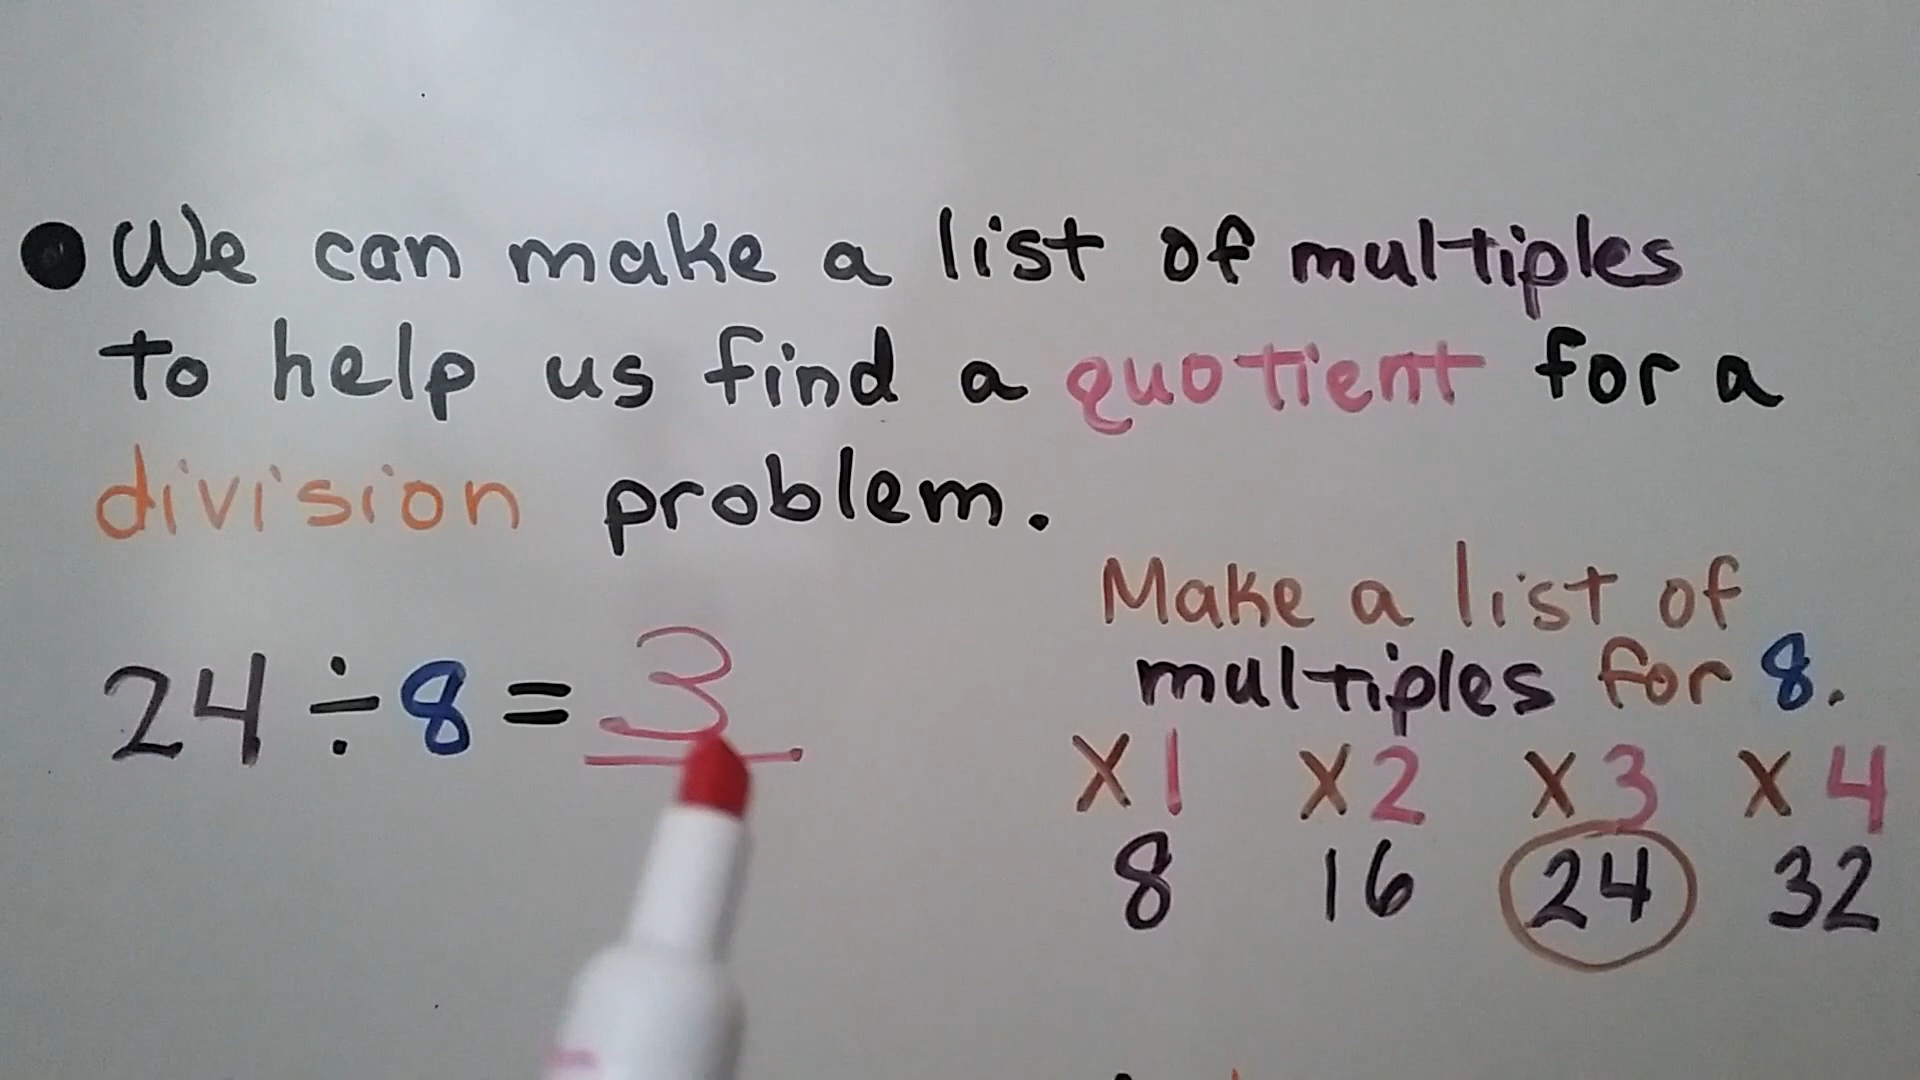 We can make a list of multiples
to help us find a quotient for a
division problem.
24 ÷ 8 = 3
Make a list of
multiples for 8.
x1 x2 x3 x4
8 16 24 32